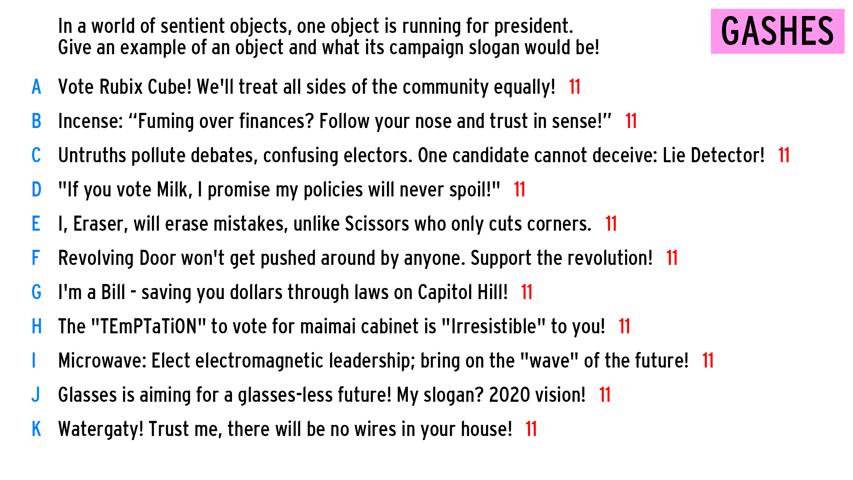 In a world of sentient objects, one object is running for president.
Give an example of an object and what its campaign slogan would be!
GASHES
A Vote Rubix Cube! We'll treat all sides of the community equally! 11
B Incense: “Fuming over finances? Follow your nose and trust in sense!” 11
C Untruths pollute debates, confusing electors. One candidate cannot deceive: Lie Detector! 11
D "If you vote Milk, I promise my policies will never spoil!" 11
E I, Eraser, will erase mistakes, unlike Scissors who only cuts corners. 11
F Revolving Door won't get pushed around by anyone. Support the revolution! 11
G I'm a Bill - saving you dollars through laws on Capitol Hill! 11
H The "TEmPTaTiON" to vote for maimai cabinet is "Irresistible" to you! 11
I Microwave: Elect electromagnetic leadership; bring on the "wave" of the future! 11
J Glasses is aiming for a glasses-less future! My slogan? 2020 vision! 11
K Watergaty! Trust me, there will be no wires in your house! 11